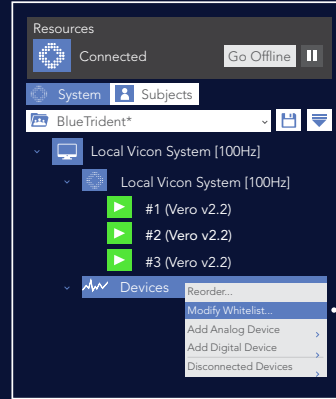 Resources
Connected
Go Offline
System
Subjects
BlueTrident*
Local Vicon System [100Hz]
Local Vicon System [100Hz]
#1 (Vero v2.2)
#2 (Vero v2.2)
#3 (Vero v2.2)
Devices
Reorder...
Modify Whitelist...
Add Analog Device
Add Digital Device
Disconnected Devices